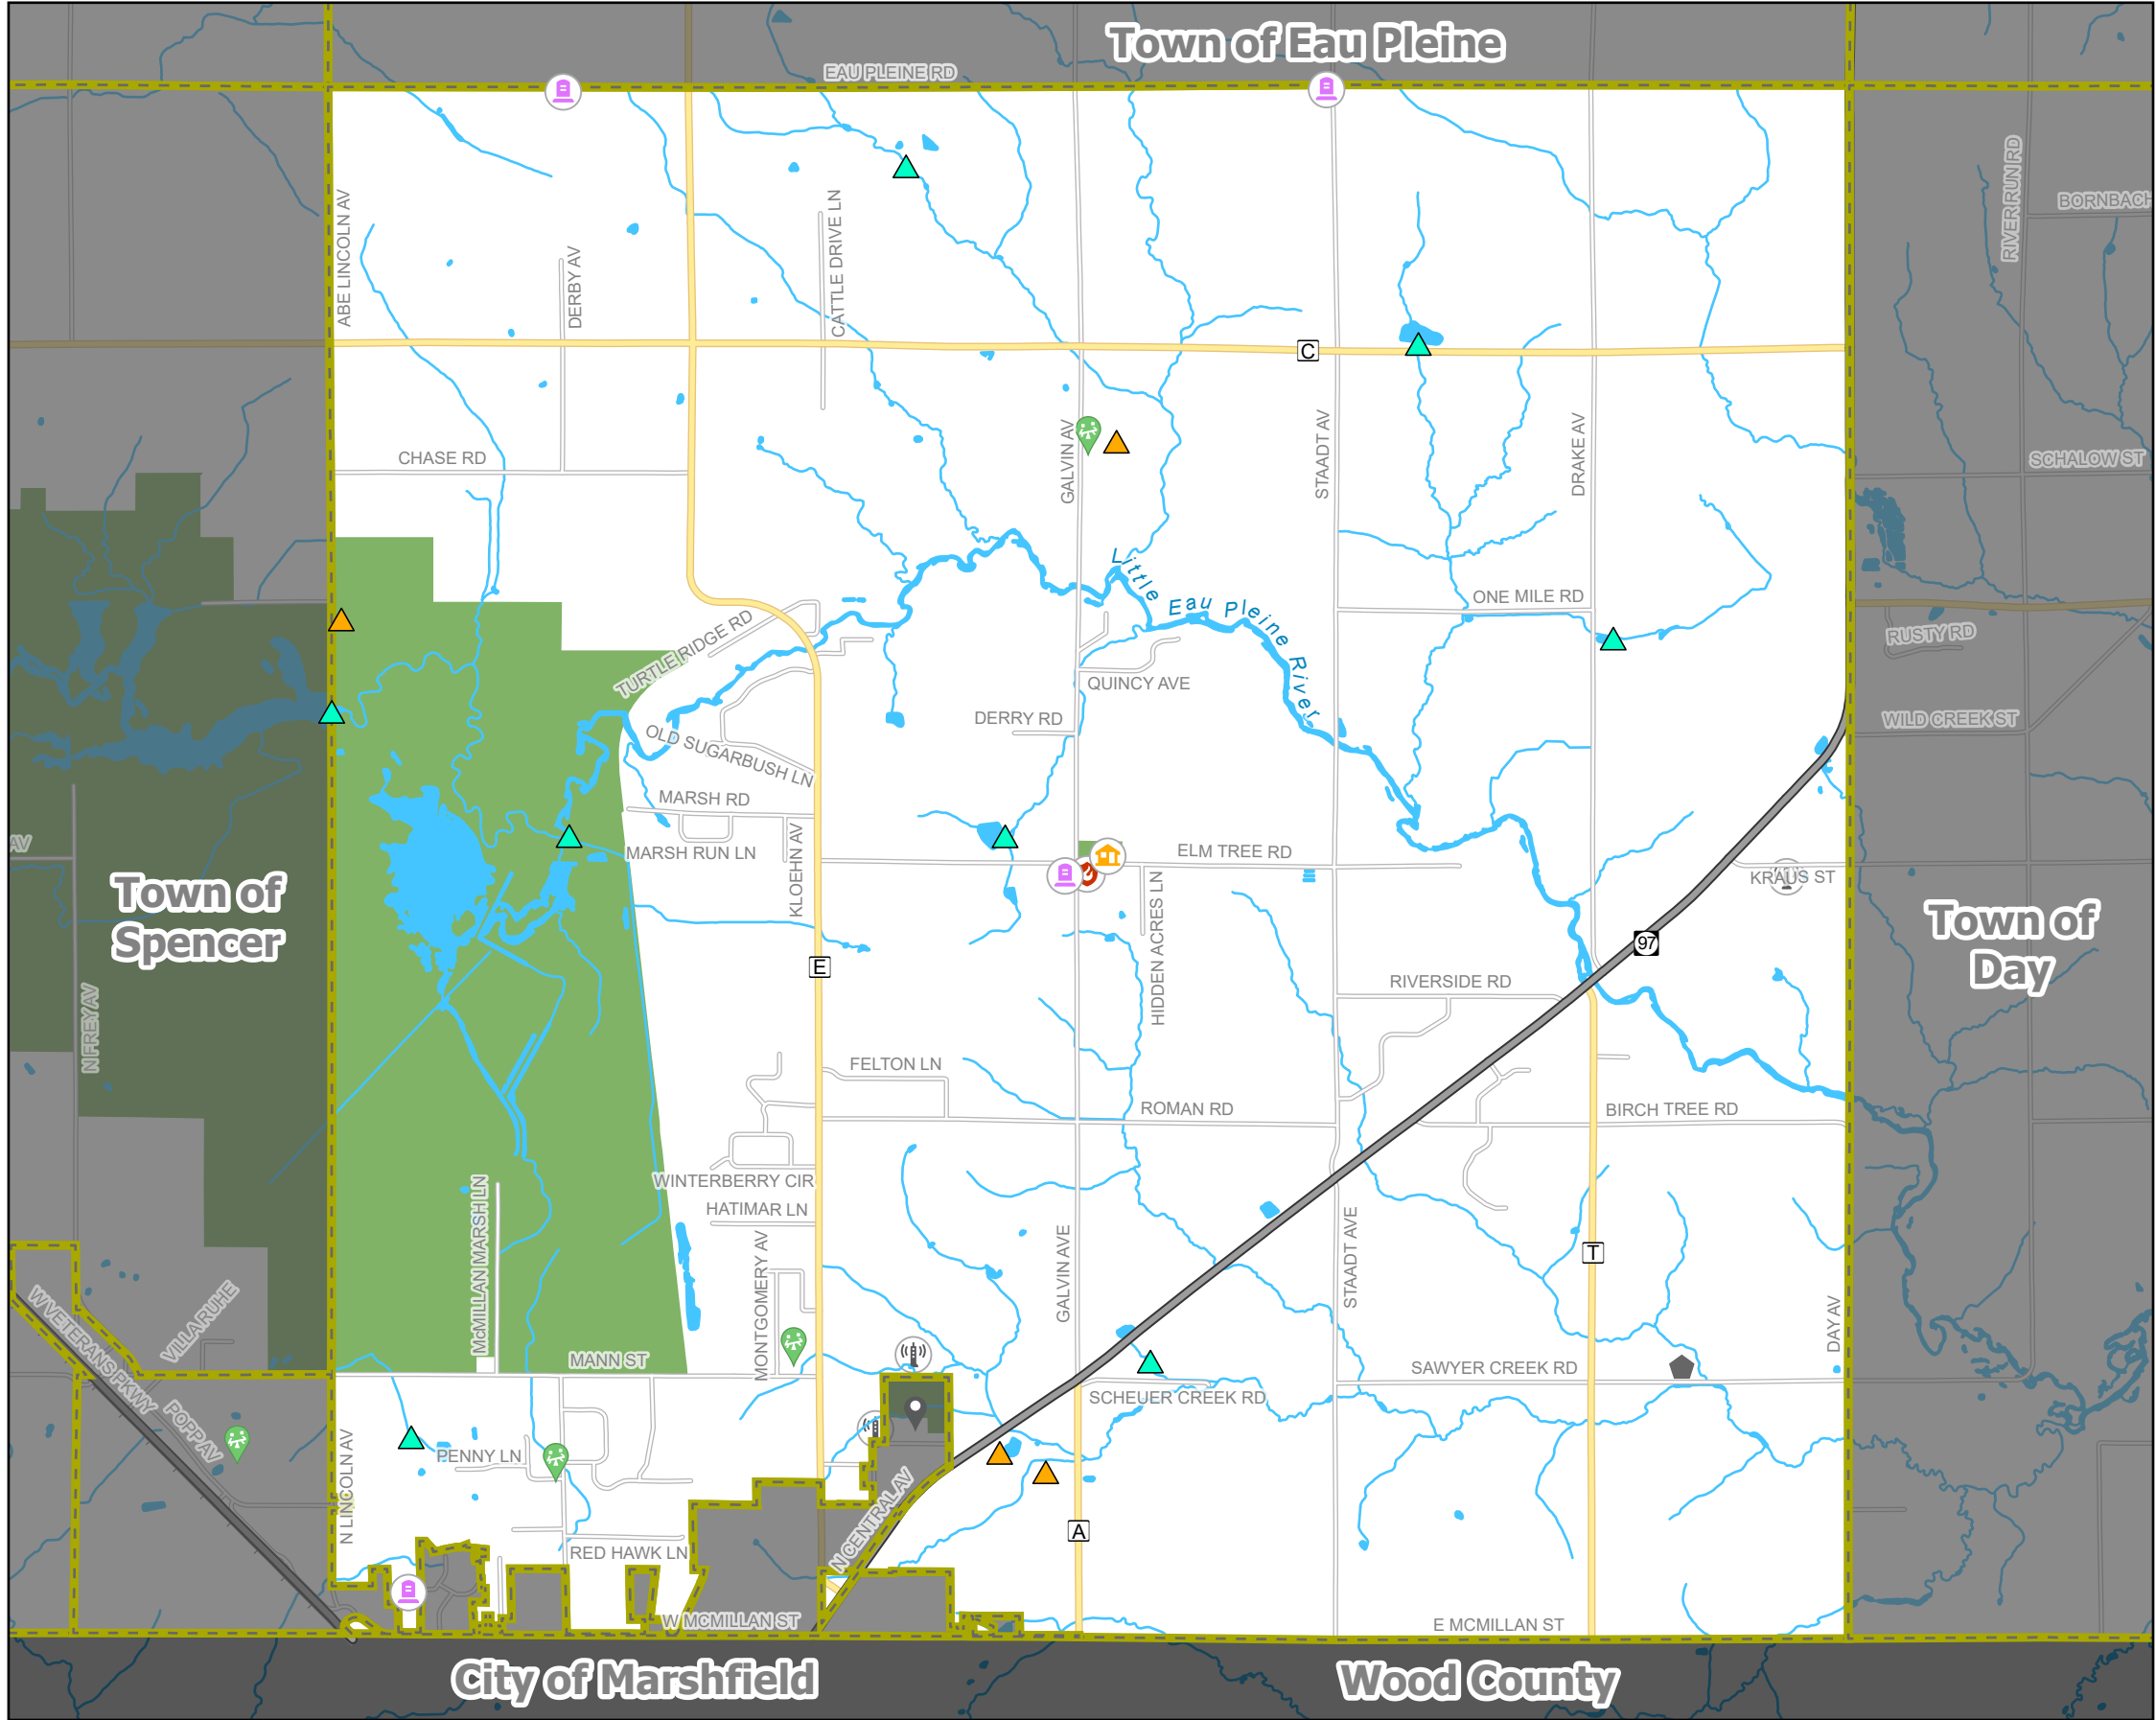 Town of Eau Pleine
EAU PLEINE RD
ABE LINCOLN AV
DERBY AV
CATTLE DRIVE LN
RIVER RUN RD
BORNBACH
C
CHASE RD
GALVIN AV
STAADT AV
DRAKE AV
SCHALOW ST
Little Eau Pleine River
ONE MILE RD
RUSTY RD
TURTLE RIDGE RD
QUINCY AVE
DERRY RD
WILD CREEK ST
OLD SUGARBUSH LN
MARSH RD
MARSH RUN LN
KLOEHN AV
ELM TREE RD
KRAUS ST
AV
Town of
Spencer
Town of
Day
HIDDEN ACRES LN
97
E
RIVERSIDE RD
N FREY AV
FELTON LN
ROMAN RD
BIRCH TREE RD
WINTERBERRY CIR
HATIMAR LN
McMILLAN MARSH LN
MONTGOMERY AV
GALVIN AVE
STAADT AVE
T
DAY AV
W VETERANS PKWY
VILLA RUHE
POPP AV
MANN ST
SAWYER CREEK RD
SCHEUER CREEK RD
PENNY LN
N LINCOLN AV
N CENTRAL AV
A
RED HAWK LN
W MCMILLAN ST
E MCMILLAN ST
City of Marshfield
Wood County